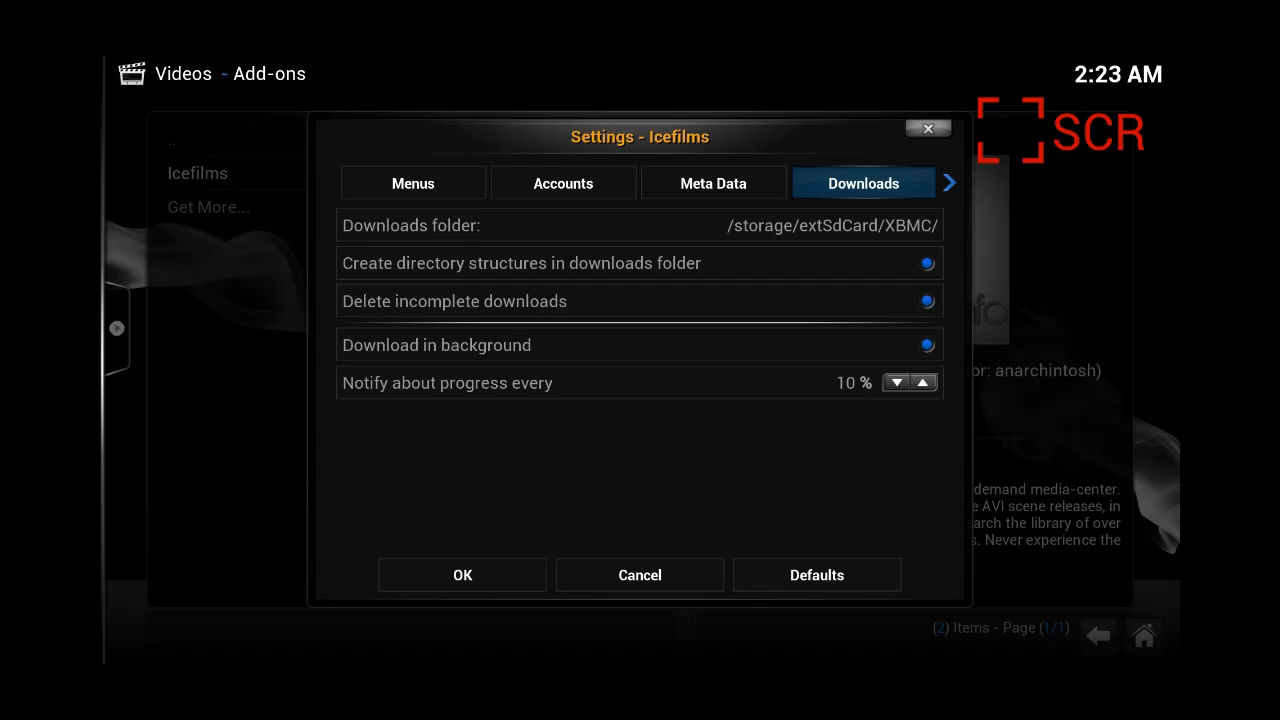 Videos - Add-ons
2:23 AM
SCR
Settings - Icefilms
..
Icefilms
Get More...
Menus
Accounts
Meta Data
Downloads
Downloads folder: /storage/extSdCard/XBMC/
Create directory structures in downloads folder
Delete incomplete downloads
Download in background
Notify about progress every 10 %
or: anarchintosh)
demand media-center.
e AVI scene releases, in
arch the library of over
s. Never experience the
OK
Cancel
Defaults
(2) Items - Page (1/1)